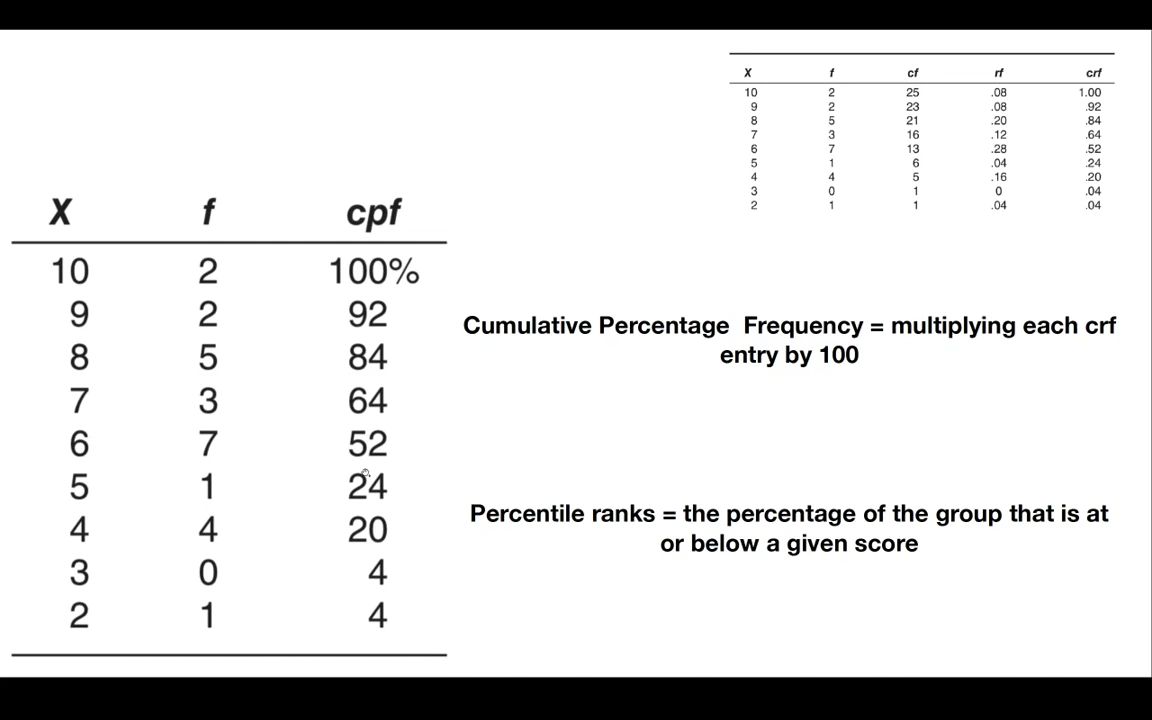 X f cf rf crf
10 2 25 .08 1.00
9 2 23 .08 .92
8 5 21 .20 .84
7 3 16 .12 .64
6 7 13 .28 .52
5 1 6 .04 .24
4 4 5 .16 .20
3 0 1 0 .04
2 1 1 .04 .04
X f cpf
10 2 100%
9 2 92
8 5 84
7 3 64
6 7 52
5 1 24
4 4 20
3 0 4
2 1 4
Cumulative Percentage Frequency = multiplying each crf
entry by 100
Percentile ranks = the percentage of the group that is at
or below a given score